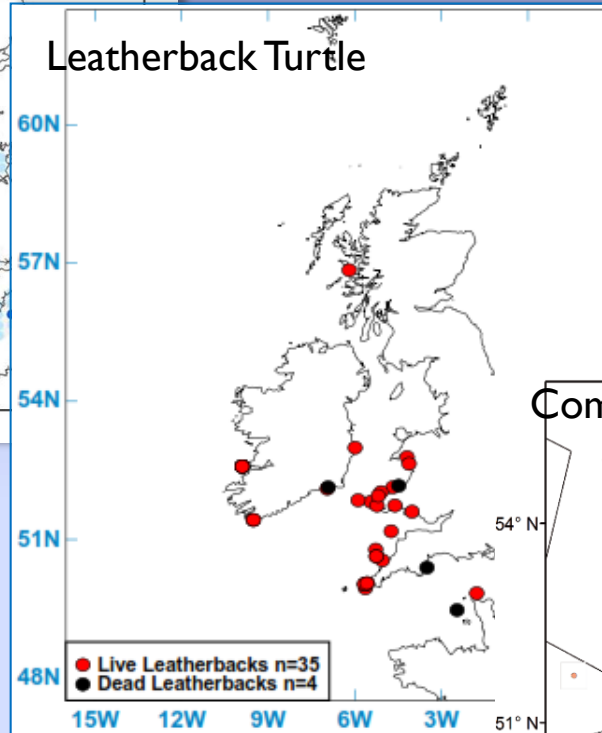 Leatherback Turtle
60N
57N
54N
51N
48N
Live Leatherbacks n=35
Dead Leatherbacks n=4
15W 12W 9W 6W 3W
Com
54° N
51° N